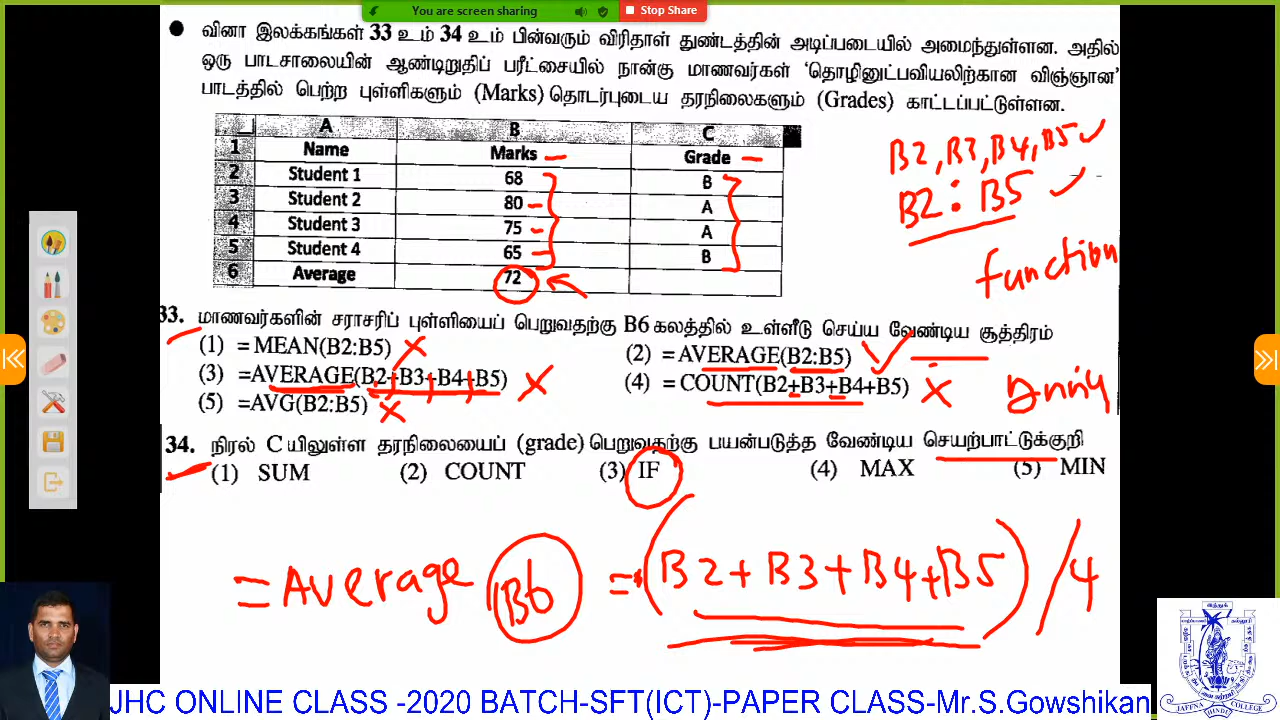 You are screen sharing
Stop Share
● வினா இலக்கங்கள் 33 உம் 34 உம் பின்வரும் விரிதாள் துண்டத்தின் அடிப்படையில் அமைந்துள்ளன. அதில்
ஒரு பாடசாலையின் ஆண்டிறுதிப் பரீட்சையில் நான்கு மாணவர்கள் 'தொழினுட்பவியலிற்கான விஞ்ஞான'
பாடத்தில் பெற்ற புள்ளிகளும் (Marks) தொடர்புடைய தரநிலைகளும் (Grades) காட்டப்பட்டுள்ளன.
A B C
1 Name Marks Grade
2 Student 1 68 B
3 Student 2 80 A
4 Student 3 75 A
5 Student 4 65 B
6 Average 72
B2, B3, B4, B5
B2 : B5
function
33. மாணவர்களின் சராசரிப் புள்ளியைப் பெறுவதற்கு B6 கலத்தில் உள்ளீடு செய்ய வேண்டிய சூத்திரம்
(1) = MEAN(B2:B5) (2) = AVERAGE(B2:B5)
(3) =AVERAGE(B2+B3+B4+B5) (4) = COUNT(B2+B3+B4+B5)
(5) =AVG(B2:B5)
34. நிரல் C யிலுள்ள தரநிலையைப் (grade) பெறுவதற்கு பயன்படுத்த வேண்டிய செயற்பாட்டுக்குறி
(1) SUM (2) COUNT (3) IF (4) MAX (5) MIN
= Average B6 = (B2+B3+B4+B5)/4
JHC ONLINE CLASS -2020 BATCH-SFT(ICT)-PAPER CLASS-Mr.S.Gowshikan